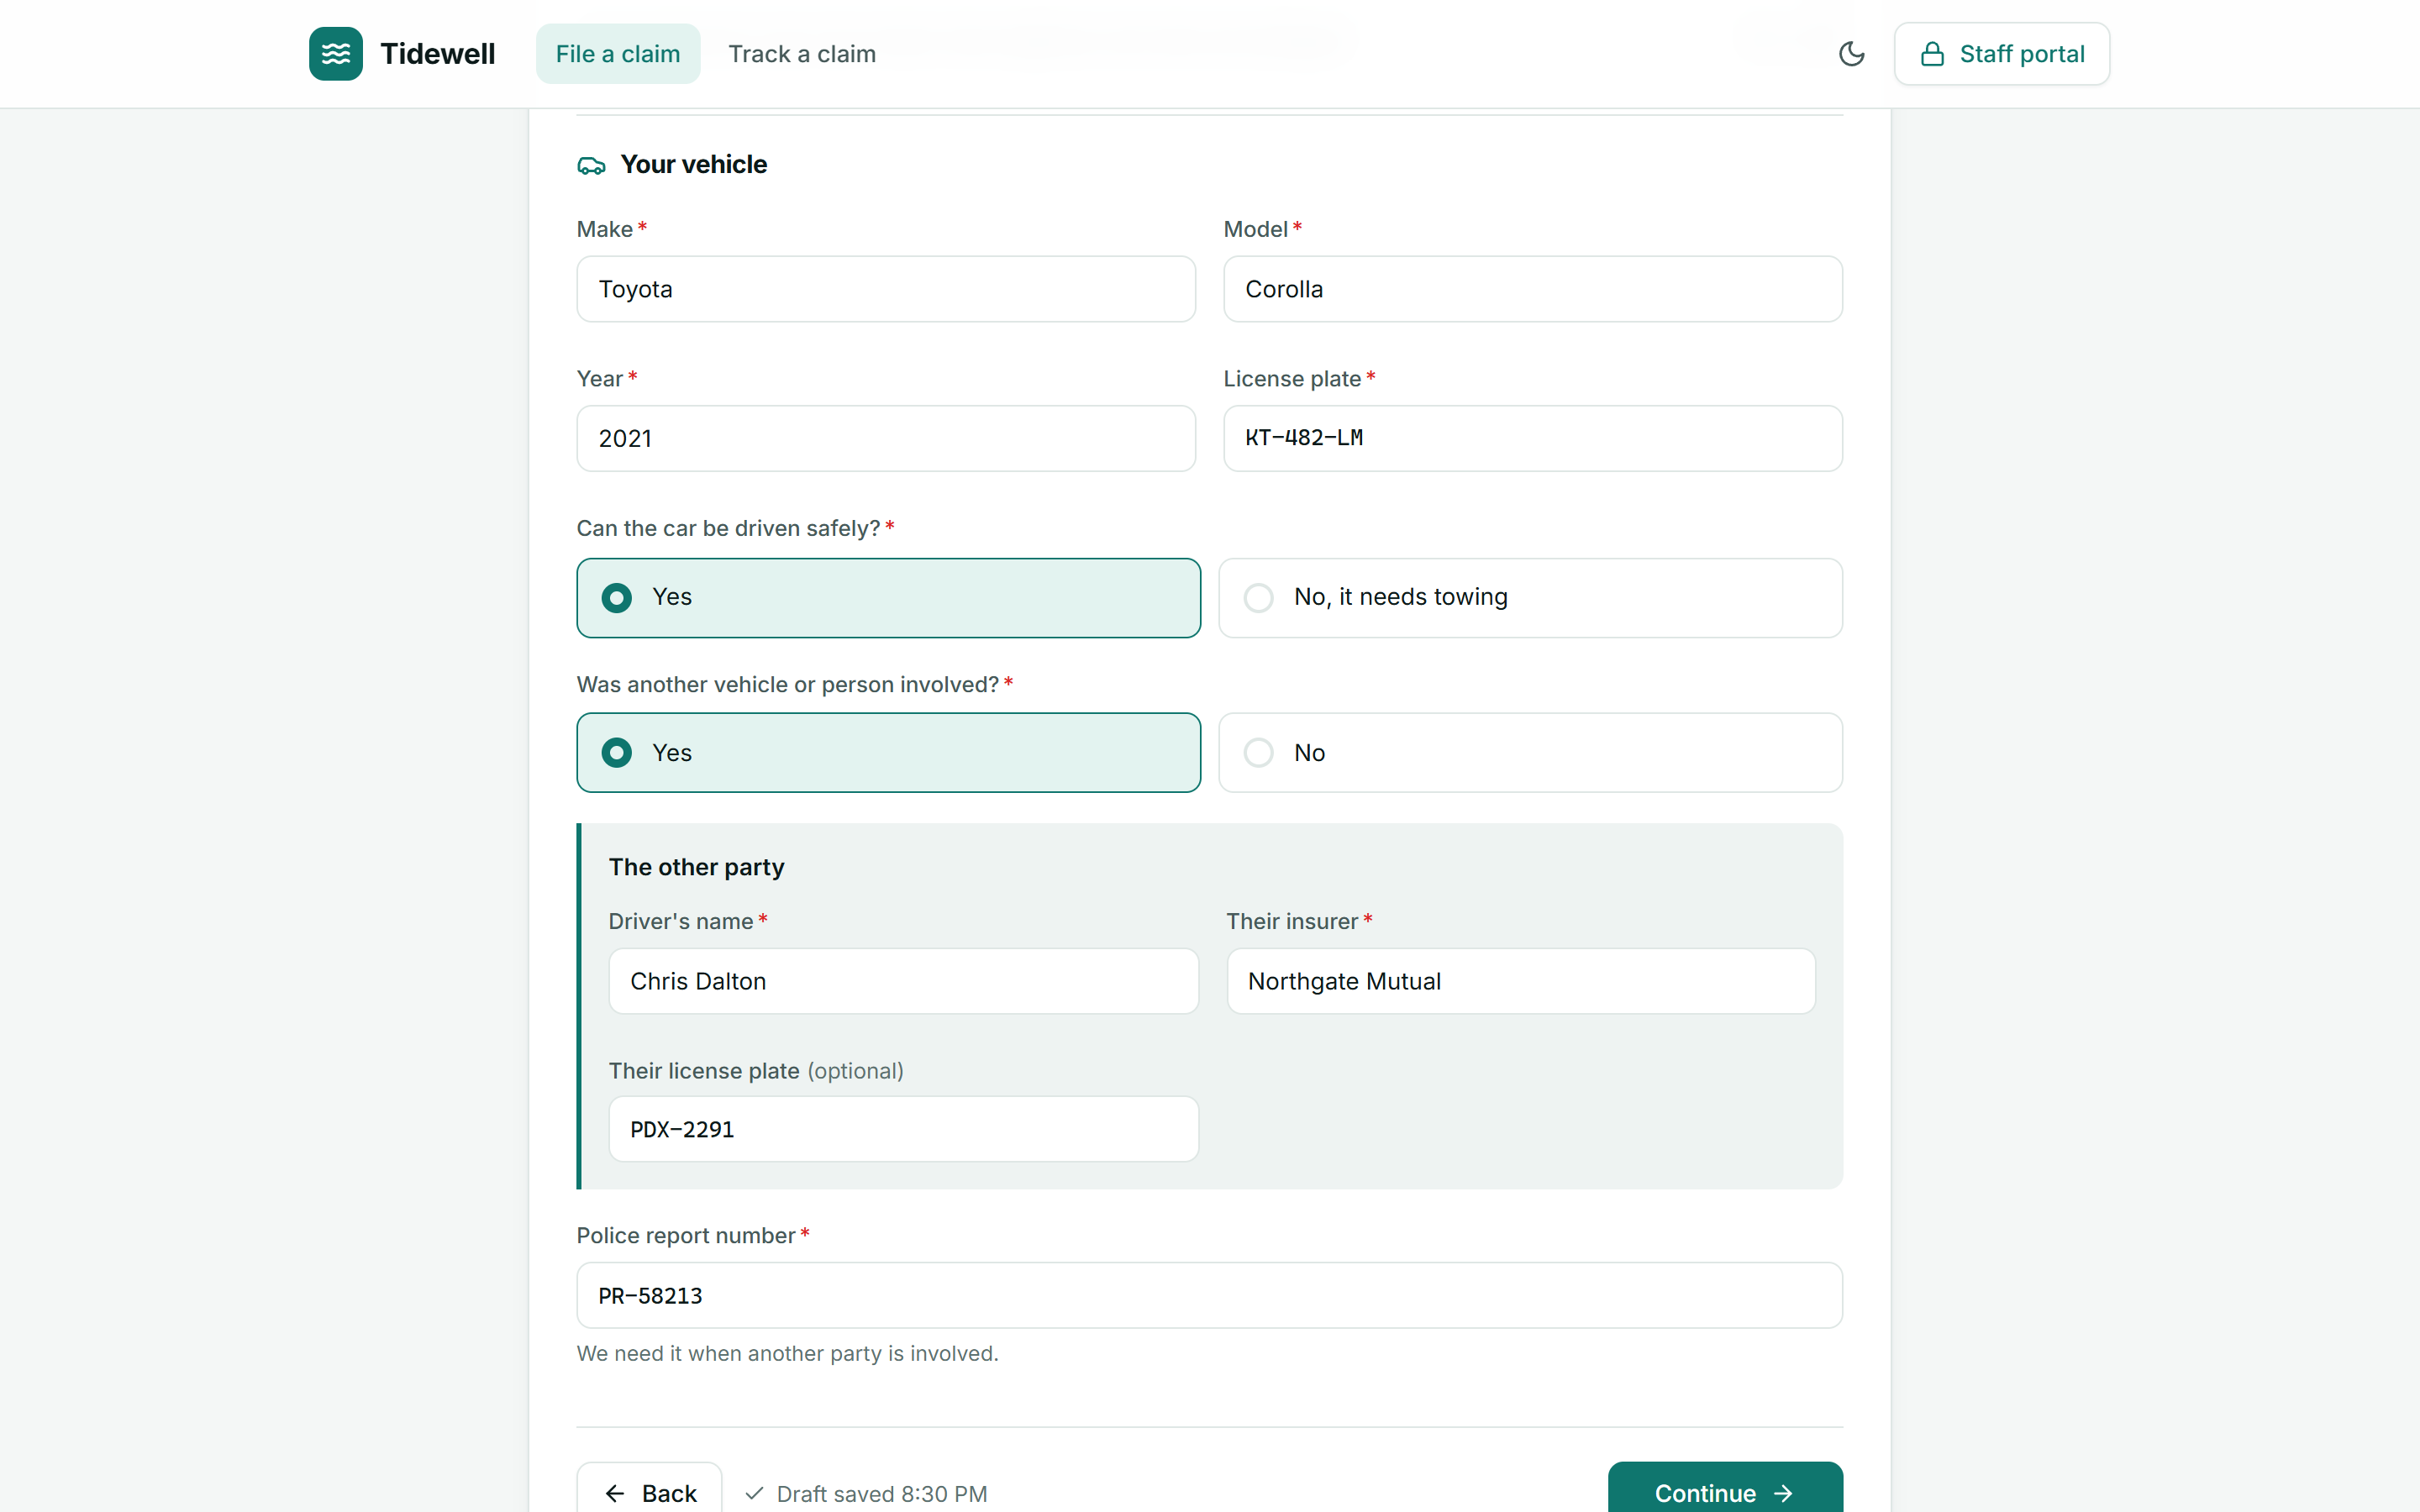 Tidewell
File a claim
Track a claim
Staff portal
Your vehicle
Make *
Model *
Toyota
Corolla
Year *
License plate *
2021
KT-482-LM
Can the car be driven safely? *
Yes
No, it needs towing
Was another vehicle or person involved? *
Yes
No
The other party
Driver's name *
Their insurer *
Chris Dalton
Northgate Mutual
Their license plate (optional)
PDX-2291
Police report number *
PR-58213
We need it when another party is involved.
Back
Draft saved 8:30 PM
Continue